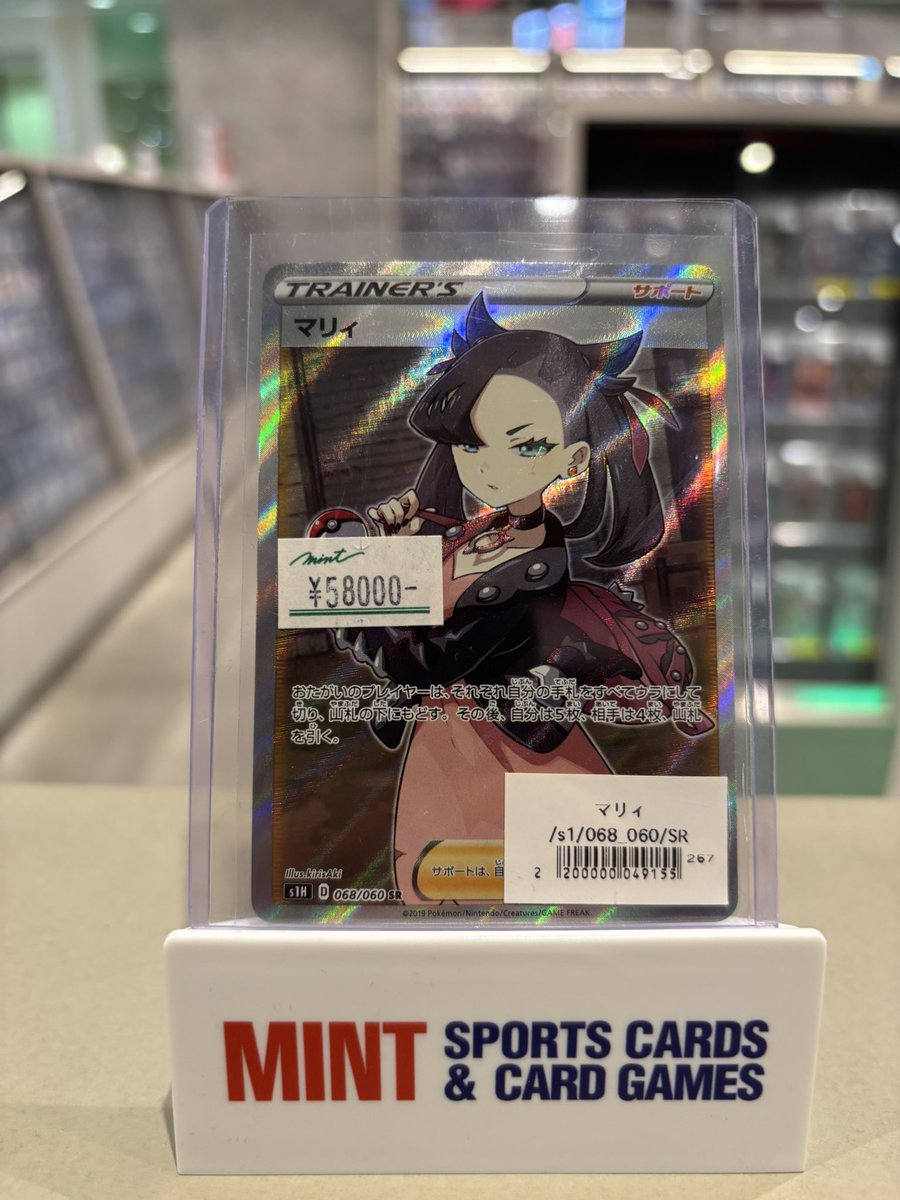 TRAINER'S サポート
マリィ
mint
¥58000-
おたがいのプレイヤーは、それぞれ自分の手札をすべてウラにして
切り、山札の下にもどす。その後、自分は5枚、相手は4枚、山札
を引く。
マリィ
/s1/068_060/SR
267
2 200000 049155
サポートは、自
Illus.kirisAki
s1H D 068/060 SR
©2019 Pokémon/Nintendo/Creatures/GAME FREAK.
MINT SPORTS CARDS
& CARD GAMES